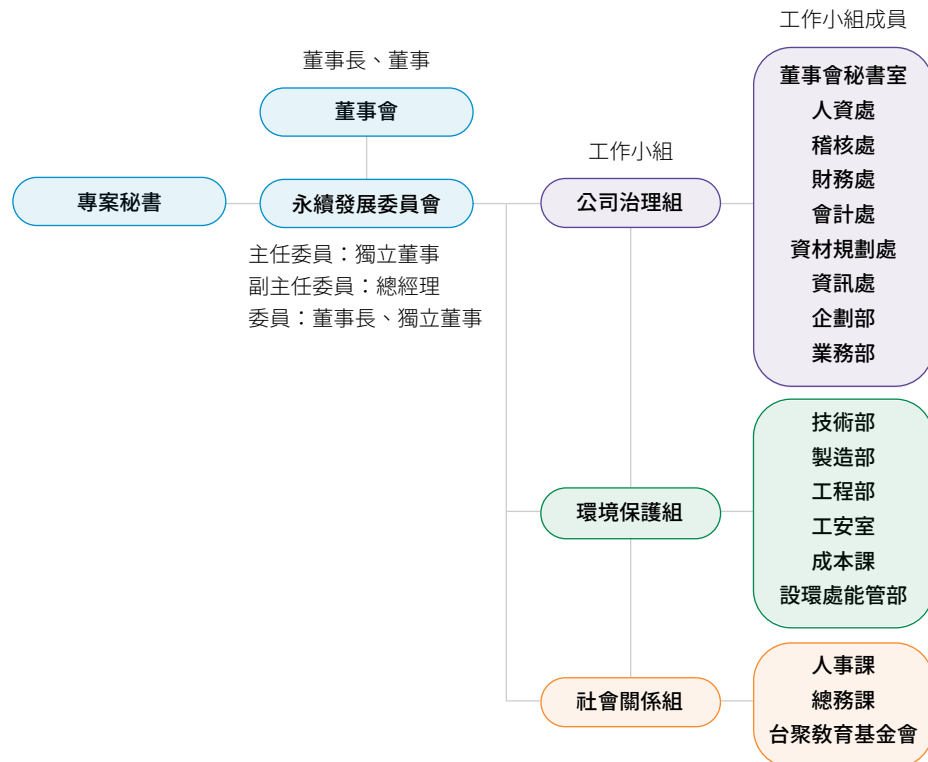 董事長、董事
董事會
專案秘書
永續發展委員會
主任委員：獨立董事
副主任委員：總經理
委員：董事長、獨立董事
工作小組
公司治理組
環境保護組
社會關係組
工作小組成員
董事會秘書室
人資處
稽核處
財務處
會計處
資材規劃處
資訊處
企劃部
業務部
技術部
製造部
工程部
工安室
成本課
設環處能管部
人事課
總務課
台聚教育基金會